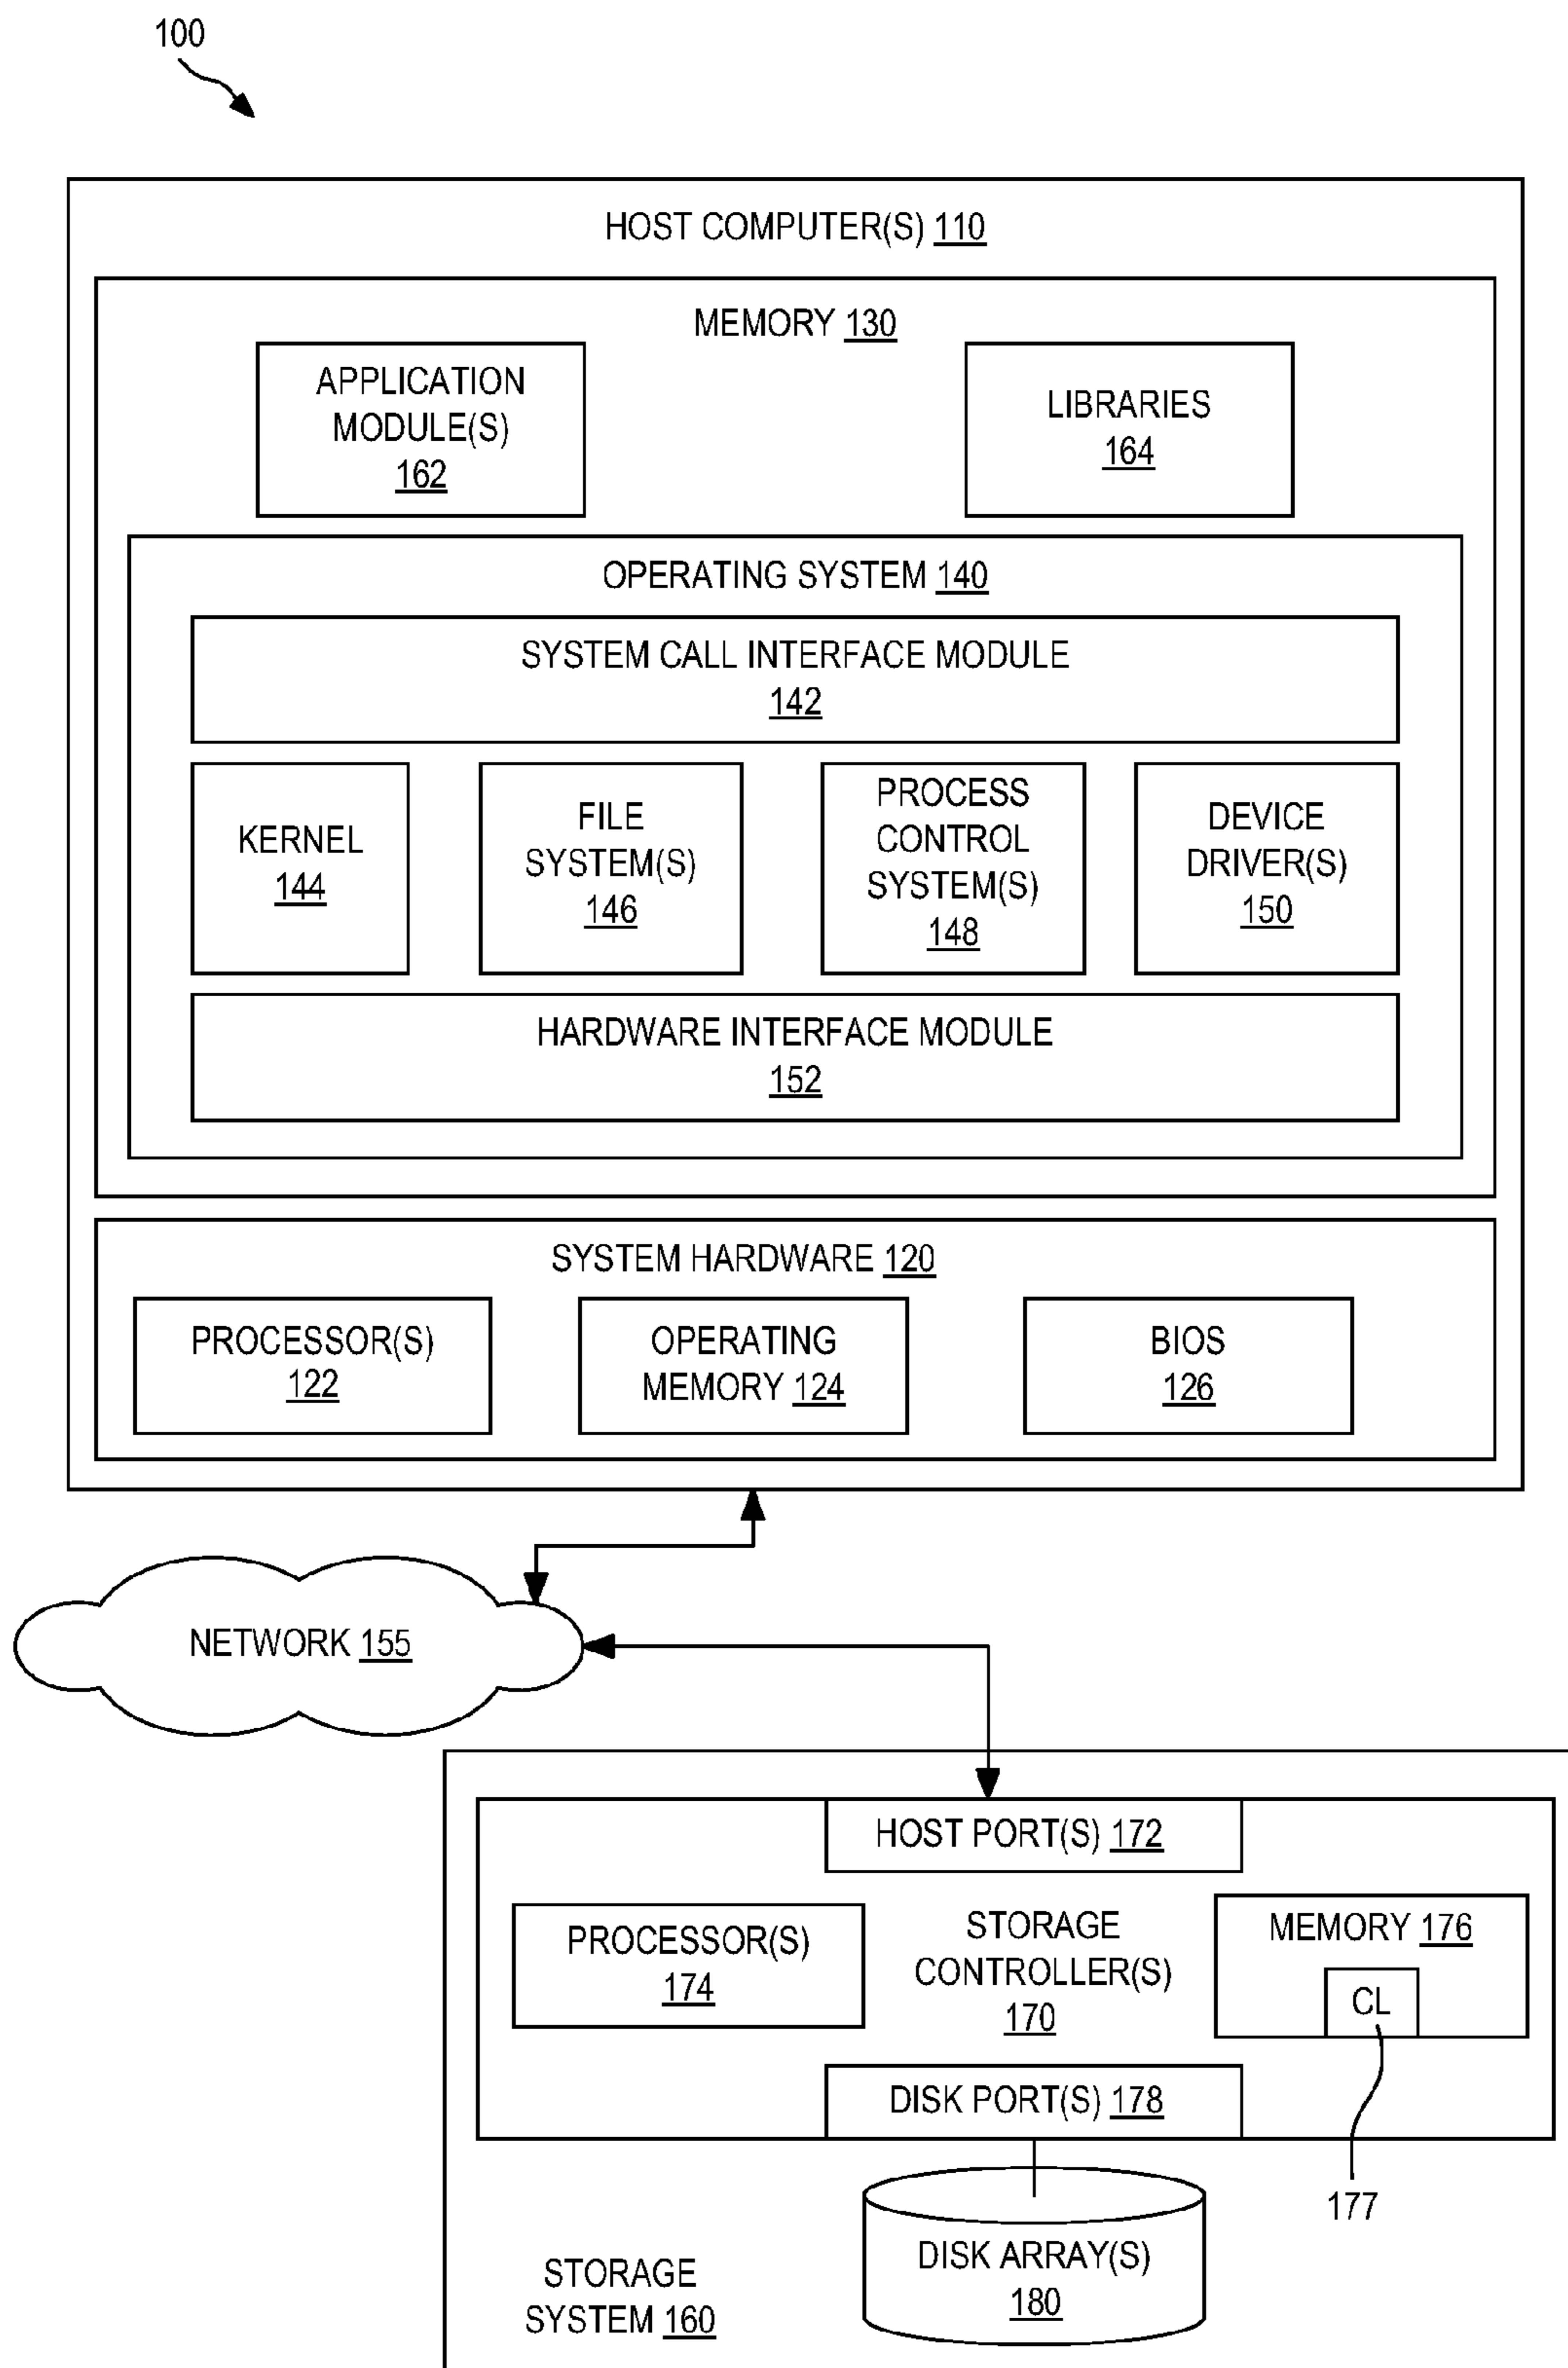 100
HOST COMPUTER(S) 110
MEMORY 130
APPLICATION
MODULE(S)
162
LIBRARIES
164
OPERATING SYSTEM 140
SYSTEM CALL INTERFACE MODULE
142
KERNEL
144
FILE
SYSTEM(S)
146
PROCESS
CONTROL
SYSTEM(S)
148
DEVICE
DRIVER(S)
150
HARDWARE INTERFACE MODULE
152
SYSTEM HARDWARE 120
PROCESSOR(S)
122
OPERATING
MEMORY 124
BIOS
126
NETWORK 155
HOST PORT(S) 172
PROCESSOR(S)
174
STORAGE
CONTROLLER(S)
170
MEMORY 176
CL
DISK PORT(S) 178
177
DISK ARRAY(S)
180
STORAGE
SYSTEM 160